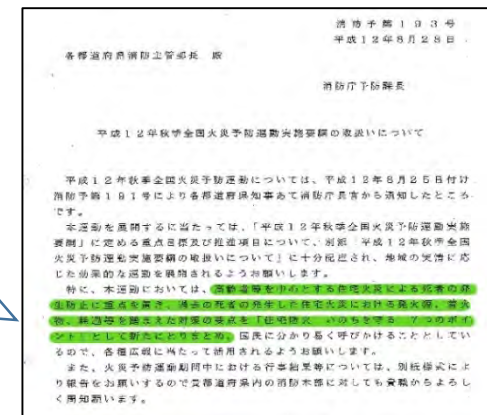 消防予第193号
平成12年8月28日
各都道府県消防主管部長 殿
消防庁予防課長
平成12年秋季全国火災予防運動実施要綱の取扱いについて
平成12年秋季全国火災予防運動については、平成12年8月25日付け
消防予第191号により各都道府県知事あて消防庁長官から通知したところ
です。
本運動を展開するに当たっては、「平成12年秋季全国火災予防運動実施
要綱」に定める重点目標及び推進項目について、別添「平成12年秋季全国
火災予防運動実施要綱の取扱いについて」に十分配意され、地域の実情に応
じた効果的な運動を展開されるようお願いします。
特に、本運動においては、高齢者等を中心とする住宅火災による死者の発
生防止に重点を置き、過去の死者の発生した住宅火災における発火源、着火
物、経過等を踏まえた対策の要点を「住宅防火 いのちを守る 7つのポイ
ント」として新たにとりまとめ、国民に分かり易く呼びかけることとしてい
るので、各種広報に当たって活用されるようお願いします。
また、火災予防運動期間中における行事結果等については、別紙様式によ
り報告をお願いするので貴都道府県内の消防本部に対しても貴職からよろし
く周知願います。